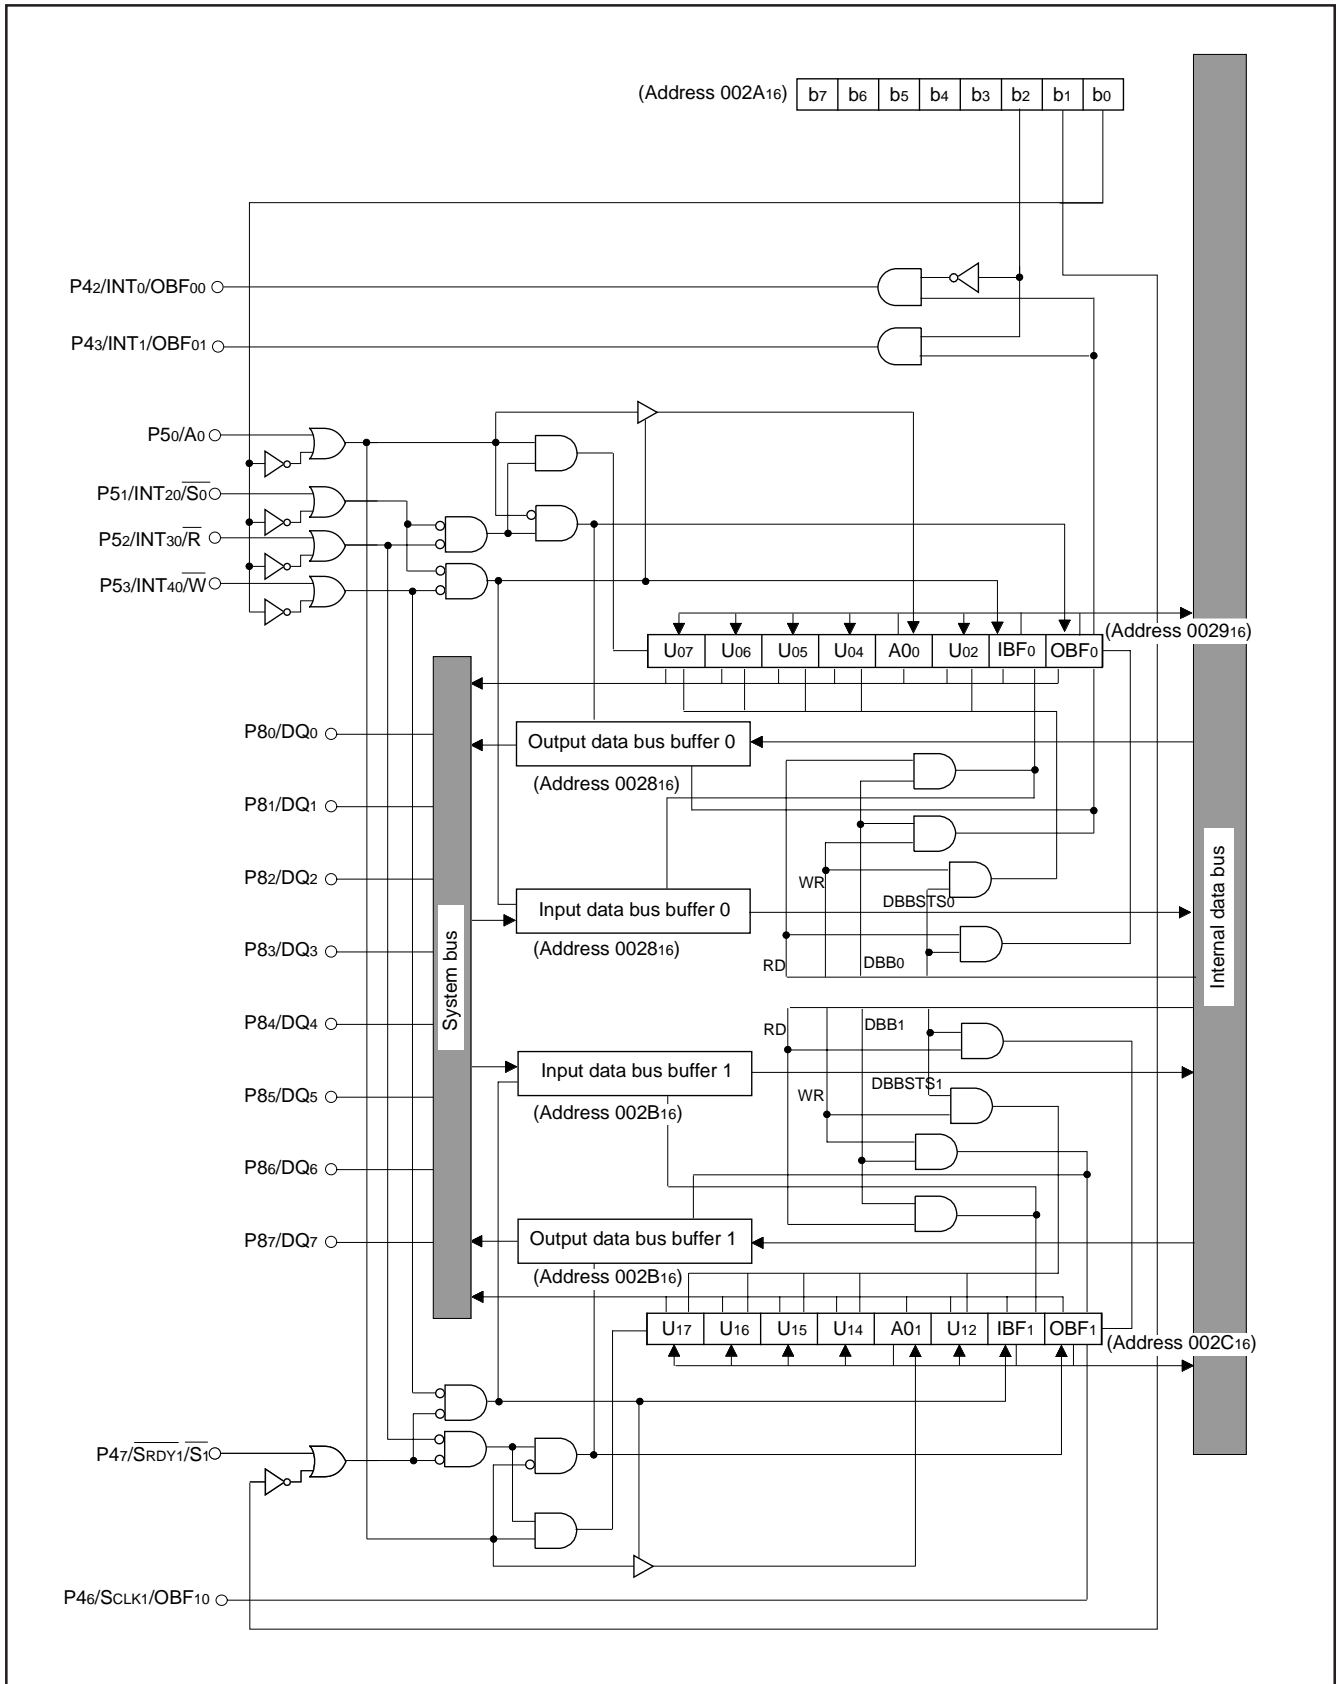 (Address 002A16) b7 b6 b5 b4 b3 b2 b1 b0
P42/INT0/OBF00
P43/INT1/OBF01
P50/A0
P51/INT20/S0
P52/INT30/R
P53/INT40/W
(Address 002916)
U07 U06 U05 U04 A00 U02 IBF0 OBF0
P80/DQ0
Output data bus buffer 0
(Address 002816)
P81/DQ1
P82/DQ2
WR
DBBSTS0
Input data bus buffer 0
(Address 002816)
P83/DQ3
RD
DBB0
System bus
Internal data bus
P84/DQ4
RD
DBB1
Input data bus buffer 1
DBBSTS1
P85/DQ5
WR
(Address 002B16)
P86/DQ6
P87/DQ7
Output data bus buffer 1
(Address 002B16)
U17 U16 U15 U14 A01 U12 IBF1 OBF1
(Address 002C16)
P47/SRDY1/S1
P46/SCLK1/OBF10